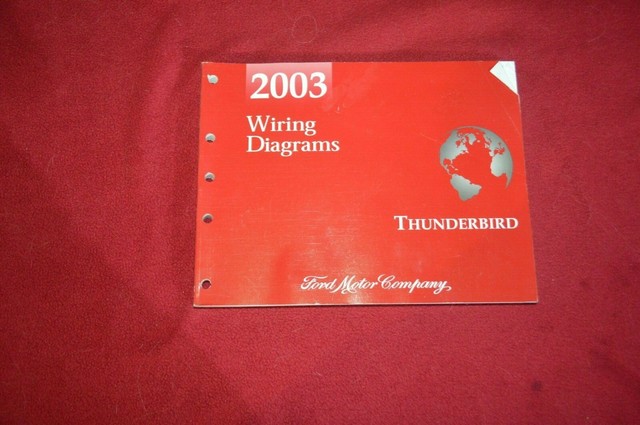 2003
Wiring
Diagrams
THUNDERBIRD
Ford Motor Company,